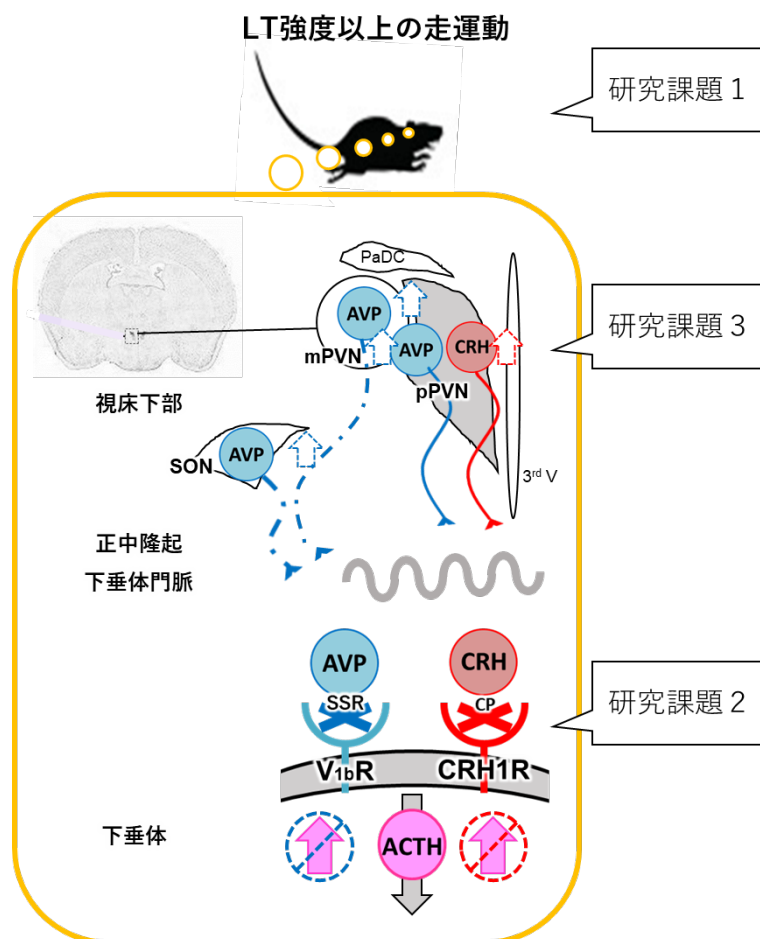 LT強度以上の走運動
研究課題1
PaDC
AVP
mPVN
AVP
CRH
pPVN
研究課題3
視床下部
SON
AVP
3rd V
正中隆起
下垂体門脈
AVP
CRH
SSR
CP
研究課題2
V1bR
CRH1R
下垂体
ACTH